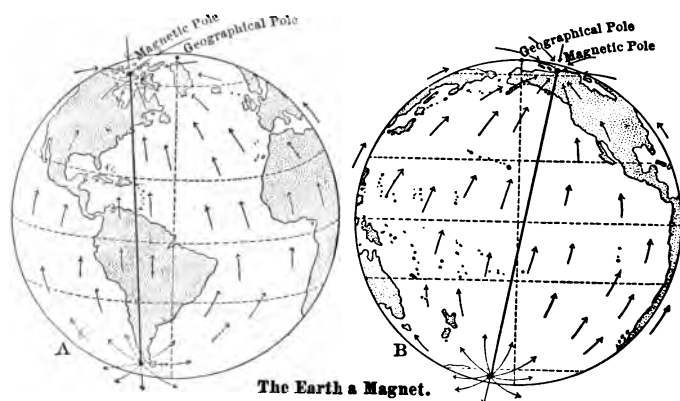 Magnetic Pole
Geographical Pole
Geographical Pole
Magnetic Pole
A
B
The Earth a Magnet.